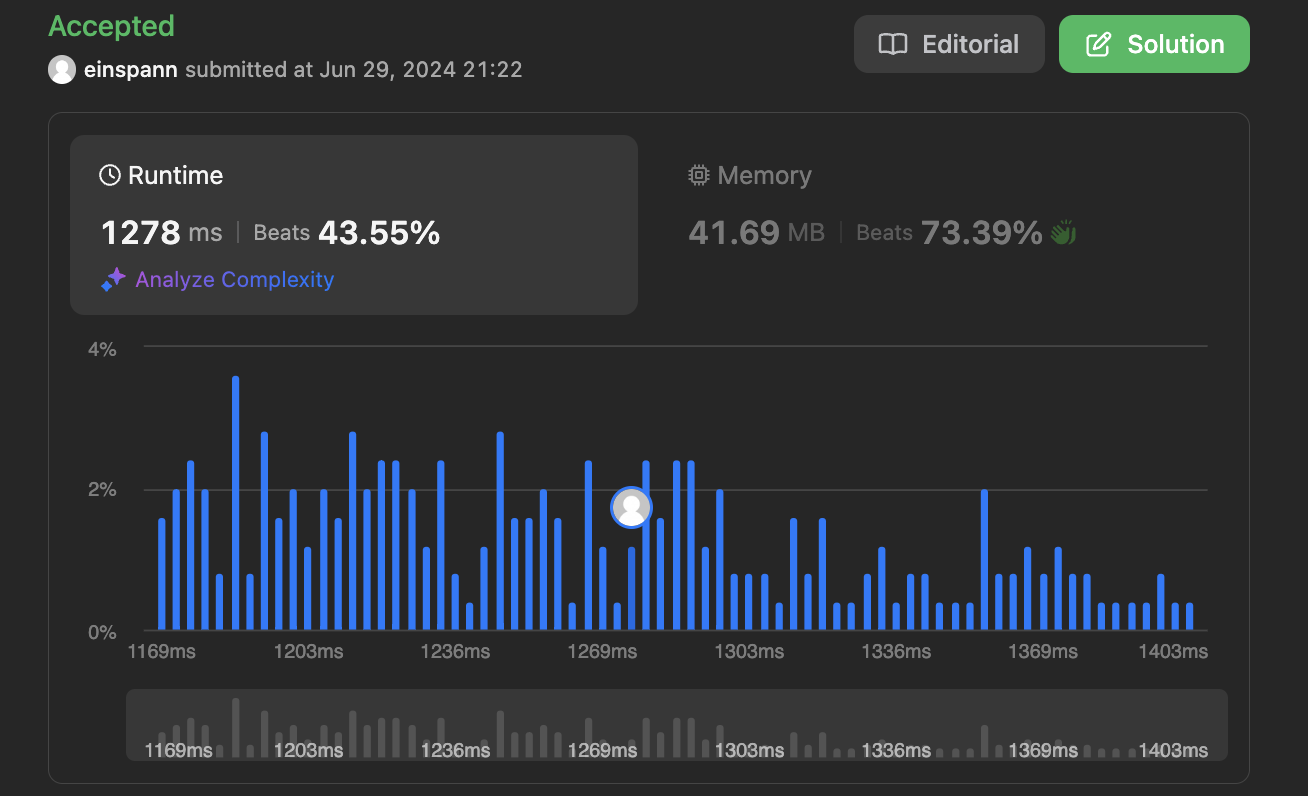 Accepted
Editorial
Solution
einspann submitted at Jun 29, 2024 21:22
Runtime
Memory
1278 ms | Beats 43.55%
41.69 MB | Beats 73.39%
Analyze Complexity
4%
2%
0%
1169ms 1203ms 1236ms 1269ms 1303ms 1336ms 1369ms 1403ms
1169ms 1203ms 1236ms 1269ms 1303ms 1336ms 1369ms 1403ms